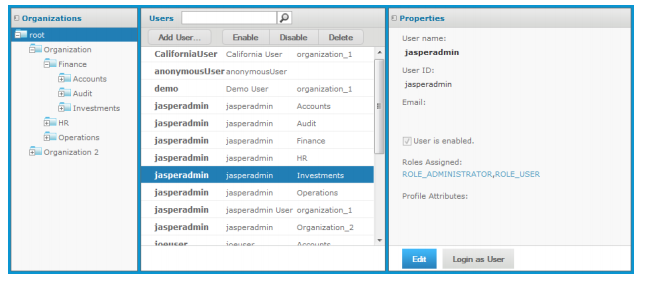 Organizations
root
Organization
Finance
Accounts
Audit
Investments
HR
Operations
Organization 2
Users
Add User... Enable Disable Delete
CaliforniaUser California User organization_1
anonymousUser anonymousUser
demo Demo User organization_1
jasperadmin jasperadmin Accounts
jasperadmin jasperadmin Audit
jasperadmin jasperadmin Finance
jasperadmin jasperadmin HR
jasperadmin jasperadmin Investments
jasperadmin jasperadmin Operations
jasperadmin jasperadmin User organization_1
jasperadmin jasperadmin Organization_2
joeuser joeuser Accounts
Properties
User name:
jasperadmin
User ID:
jasperadmin
Email:
User is enabled.
Roles Assigned:
ROLE_ADMINISTRATOR,ROLE_USER
Profile Attributes:
Edit Login as User